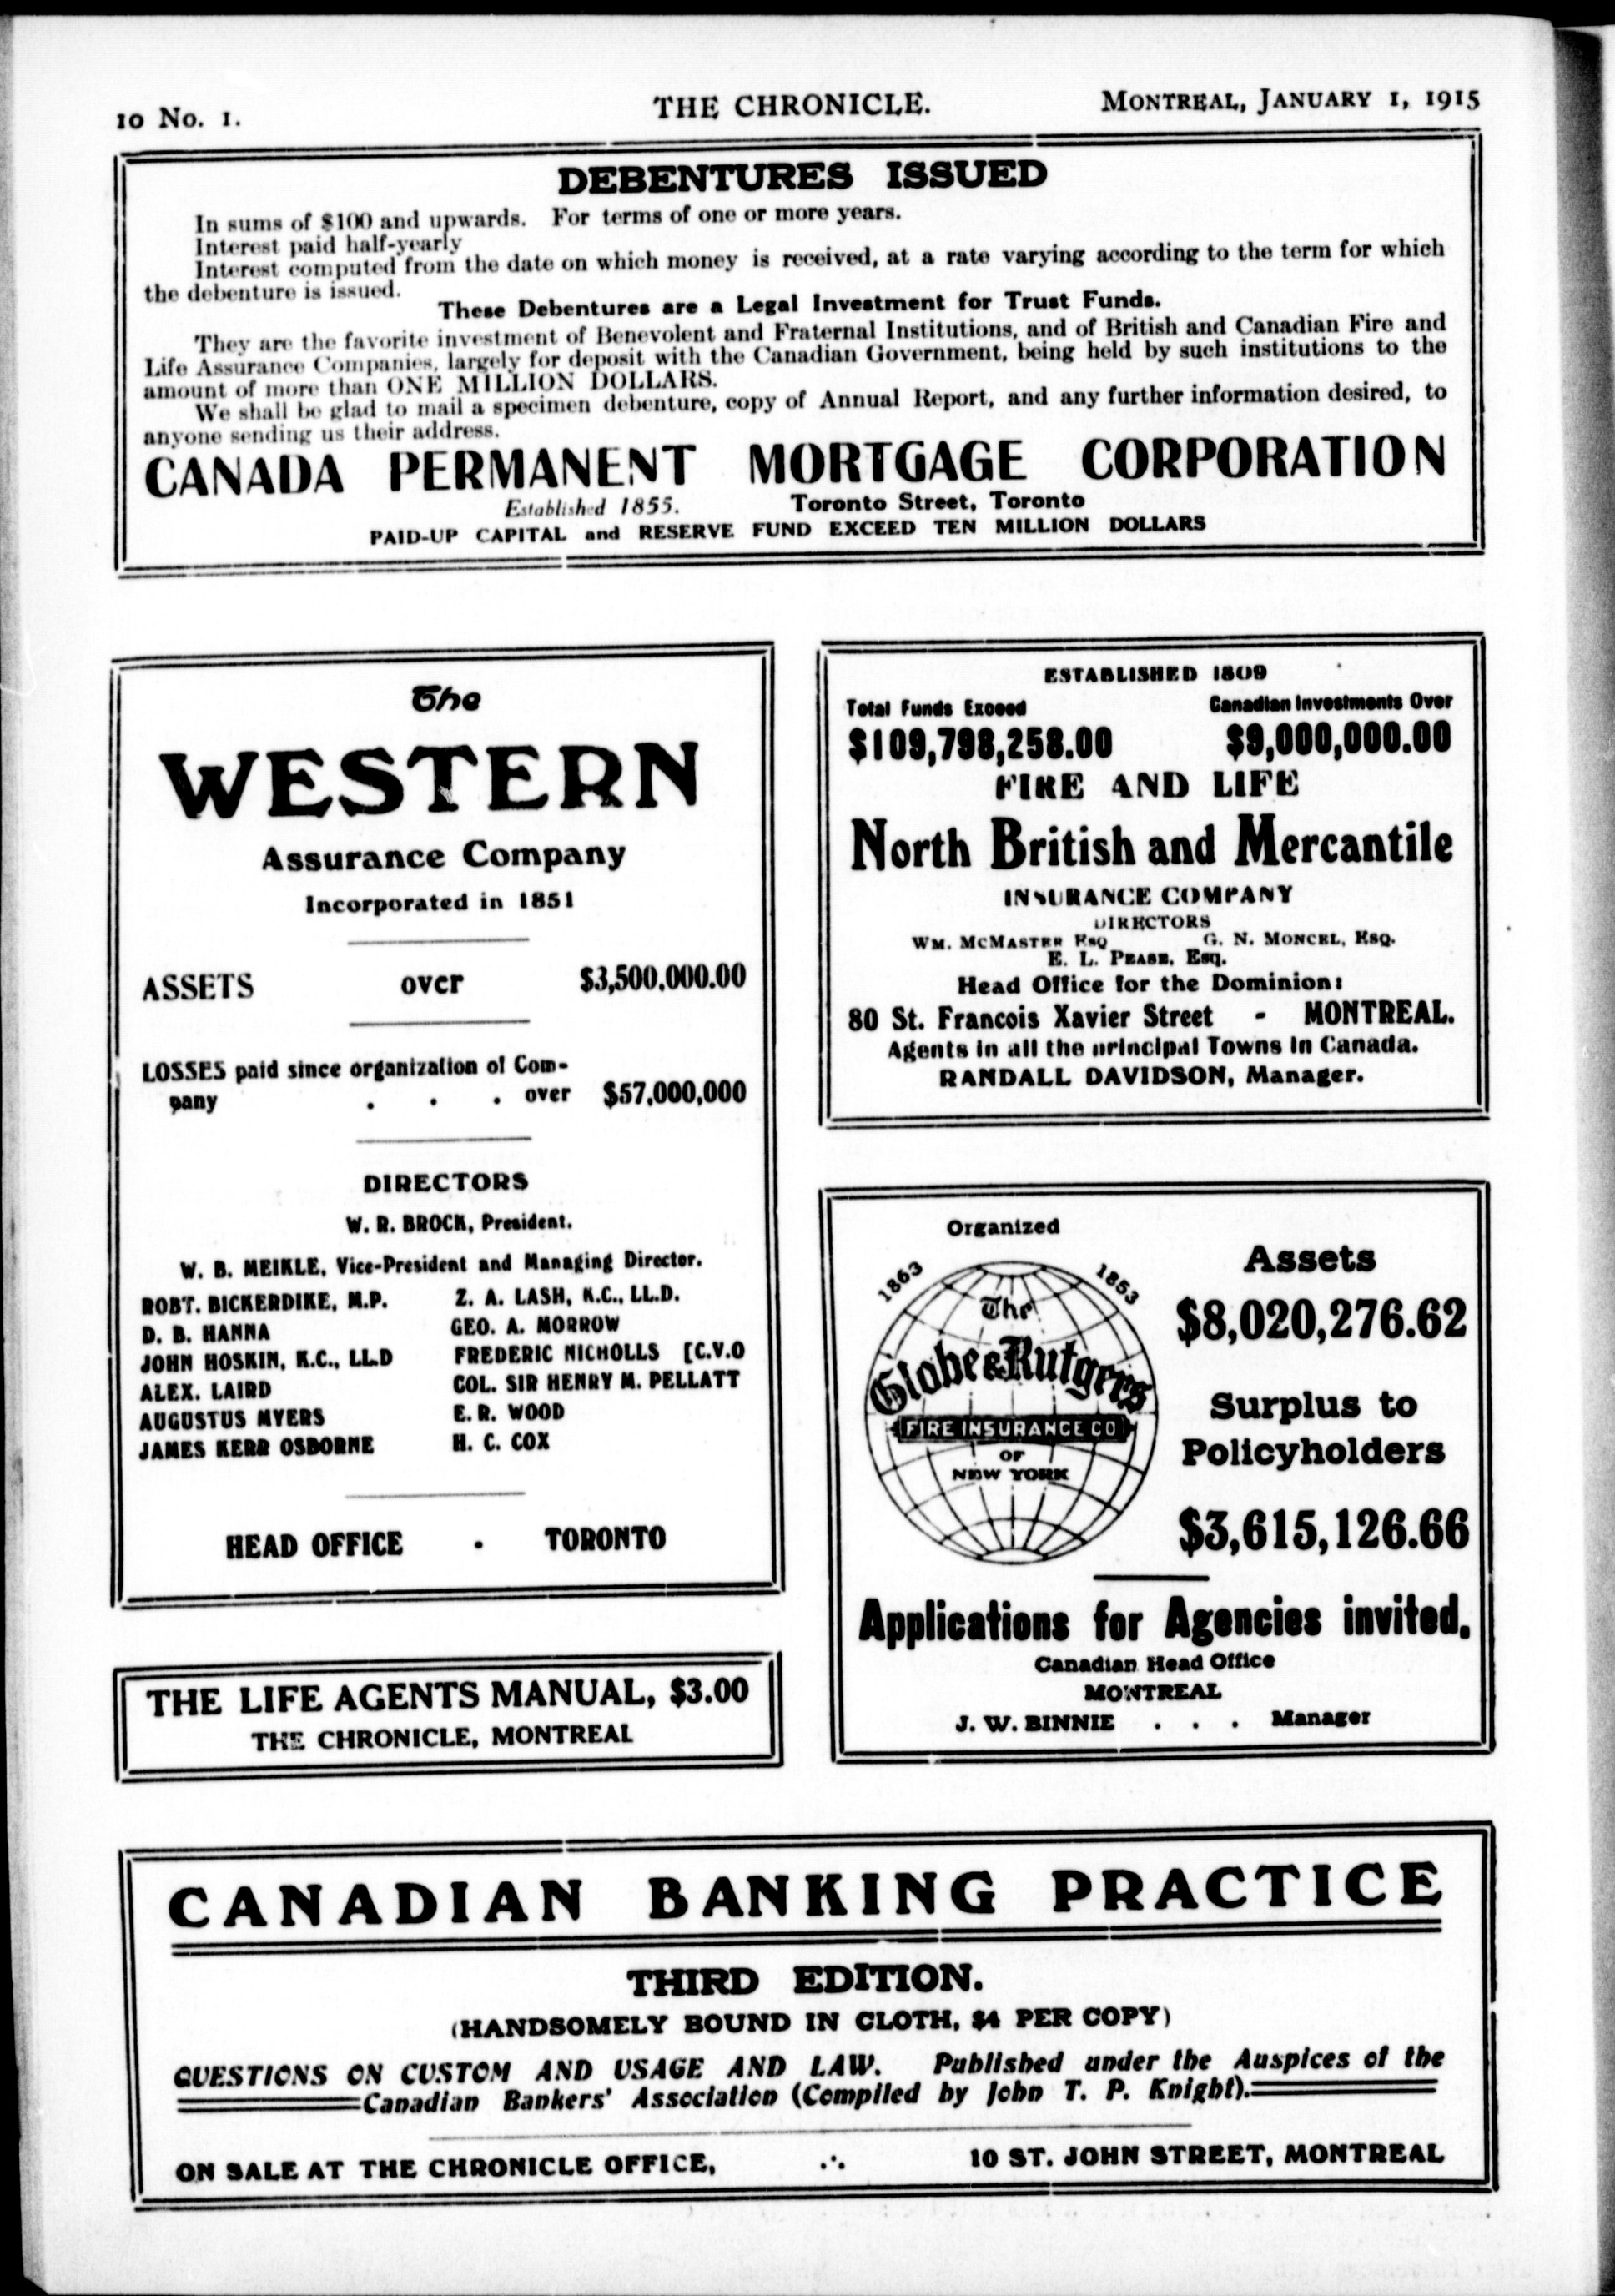 10 No. 1.
THE CHRONICLE.
MONTREAL, JANUARY 1, 1915
DEBENTURES ISSUED
In sums of $100 and upwards. For terms of one or more years.
Interest paid half-yearly
Interest computed from the date on which money is received, at a rate varying according to the term for which
the debenture is issued.
These Debentures are a Legal Investment for Trust Funds.
They are the favorite investment of Benevolent and Fraternal Institutions, and of British and Canadian Fire and
Life Assurance Companies, largely for deposit with the Canadian Government, being held by such institutions to the
amount of more than ONE MILLION DOLLARS.
We shall be glad to mail a specimen debenture, copy of Annual Report, and any further information desired, to
anyone sending us their address.
CANADA PERMANENT MORTGAGE CORPORATION
Established 1855. Toronto Street, Toronto
PAID-UP CAPITAL and RESERVE FUND EXCEED TEN MILLION DOLLARS
The
WESTERN
Assurance Company
Incorporated in 1851
ASSETS over $3,500,000.00
LOSSES paid since organization of Com-
pany . . . over $57,000,000
DIRECTORS
W. R. BROCK, President.
W. B. MEIKLE, Vice-President and Managing Director.
ROBT. BICKERDIKE, M.P. Z. A. LASH, K.C., LL.D.
D. B. HANNA GEO. A. MORROW
JOHN HOSKIN, K.C., LL.D FREDERIC NICHOLLS [C.V.O
ALEX. LAIRD COL. SIR HENRY M. PELLATT
AUGUSTUS MYERS E. R. WOOD
JAMES KERR OSBORNE H. C. COX
HEAD OFFICE . TORONTO
THE LIFE AGENTS MANUAL, $3.00
THE CHRONICLE, MONTREAL
ESTABLISHED 1809
Total Funds Exceed Canadian Investments Over
$109,798,258.00 $9,000,000.00
FIRE AND LIFE
North British and Mercantile
INSURANCE COMPANY
DIRECTORS
WM. MCMASTER ESQ G. N. MONCEL, ESQ.
E. L. PEASE, Esq.
Head Office for the Dominion:
80 St. Francois Xavier Street - MONTREAL.
Agents in all the principal Towns in Canada.
RANDALL DAVIDSON, Manager.
Organized
1863 1853
The
Globe & Rutgers
FIRE INSURANCE CO
OF
NEW YORK
Assets
$8,020,276.62
Surplus to
Policyholders
$3,615,126.66
Applications for Agencies invited.
Canadian Head Office
MONTREAL
J. W. BINNIE . . . Manager
CANADIAN BANKING PRACTICE
THIRD EDITION.
(HANDSOMELY BOUND IN CLOTH, $4 PER COPY)
QUESTIONS ON CUSTOM AND USAGE AND LAW. Published under the Auspices of the
Canadian Bankers' Association (Compiled by John T. P. Knight).
ON SALE AT THE CHRONICLE OFFICE, ∴ 10 ST. JOHN STREET, MONTREAL